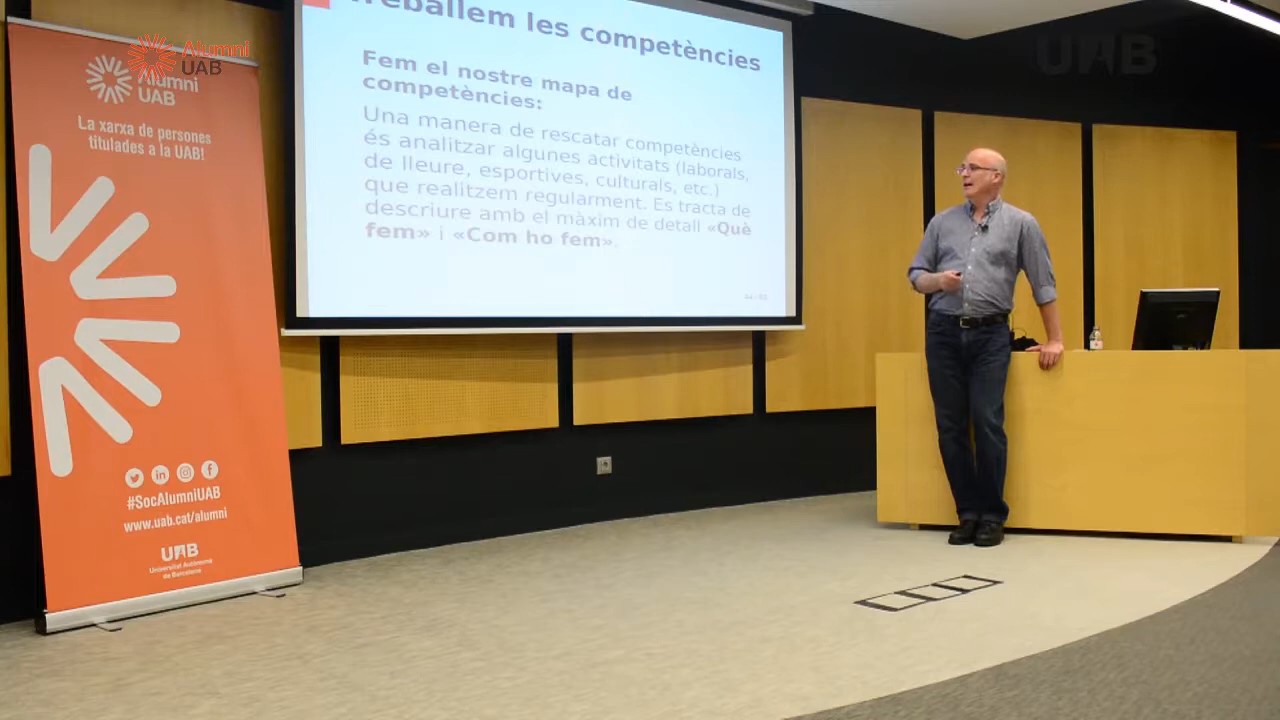 Alumni
UAB
Alumni
UAB
La xarxa de persones
titulades a la UAB!
#SocAlumniUAB
www.uab.cat/alumni
UAB
Universitat Autònoma
de Barcelona
Treballem les competències
Fem el nostre mapa de
competències:
Una manera de rescatar competències
és analitzar algunes activitats (laborals,
de lleure, esportives, culturals, etc.)
que realitzem regularment. Es tracta de
descriure amb el màxim de detall «Què
fem» i «Com ho fem».
UAB